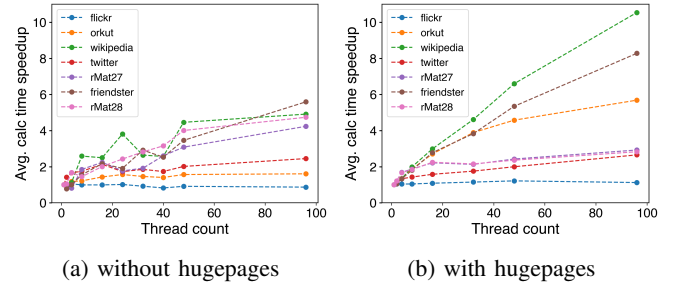 Avg. calc time speedup
10
8
6
4
2
0
flickr
orkut
wikipedia
twitter
rMat27
friendster
rMat28
0 20 40 60 80 100
Thread count
(a) without hugepages
Avg. calc time speedup
10
8
6
4
2
0
flickr
orkut
wikipedia
twitter
rMat27
friendster
rMat28
0 20 40 60 80 100
Thread count
(b) with hugepages